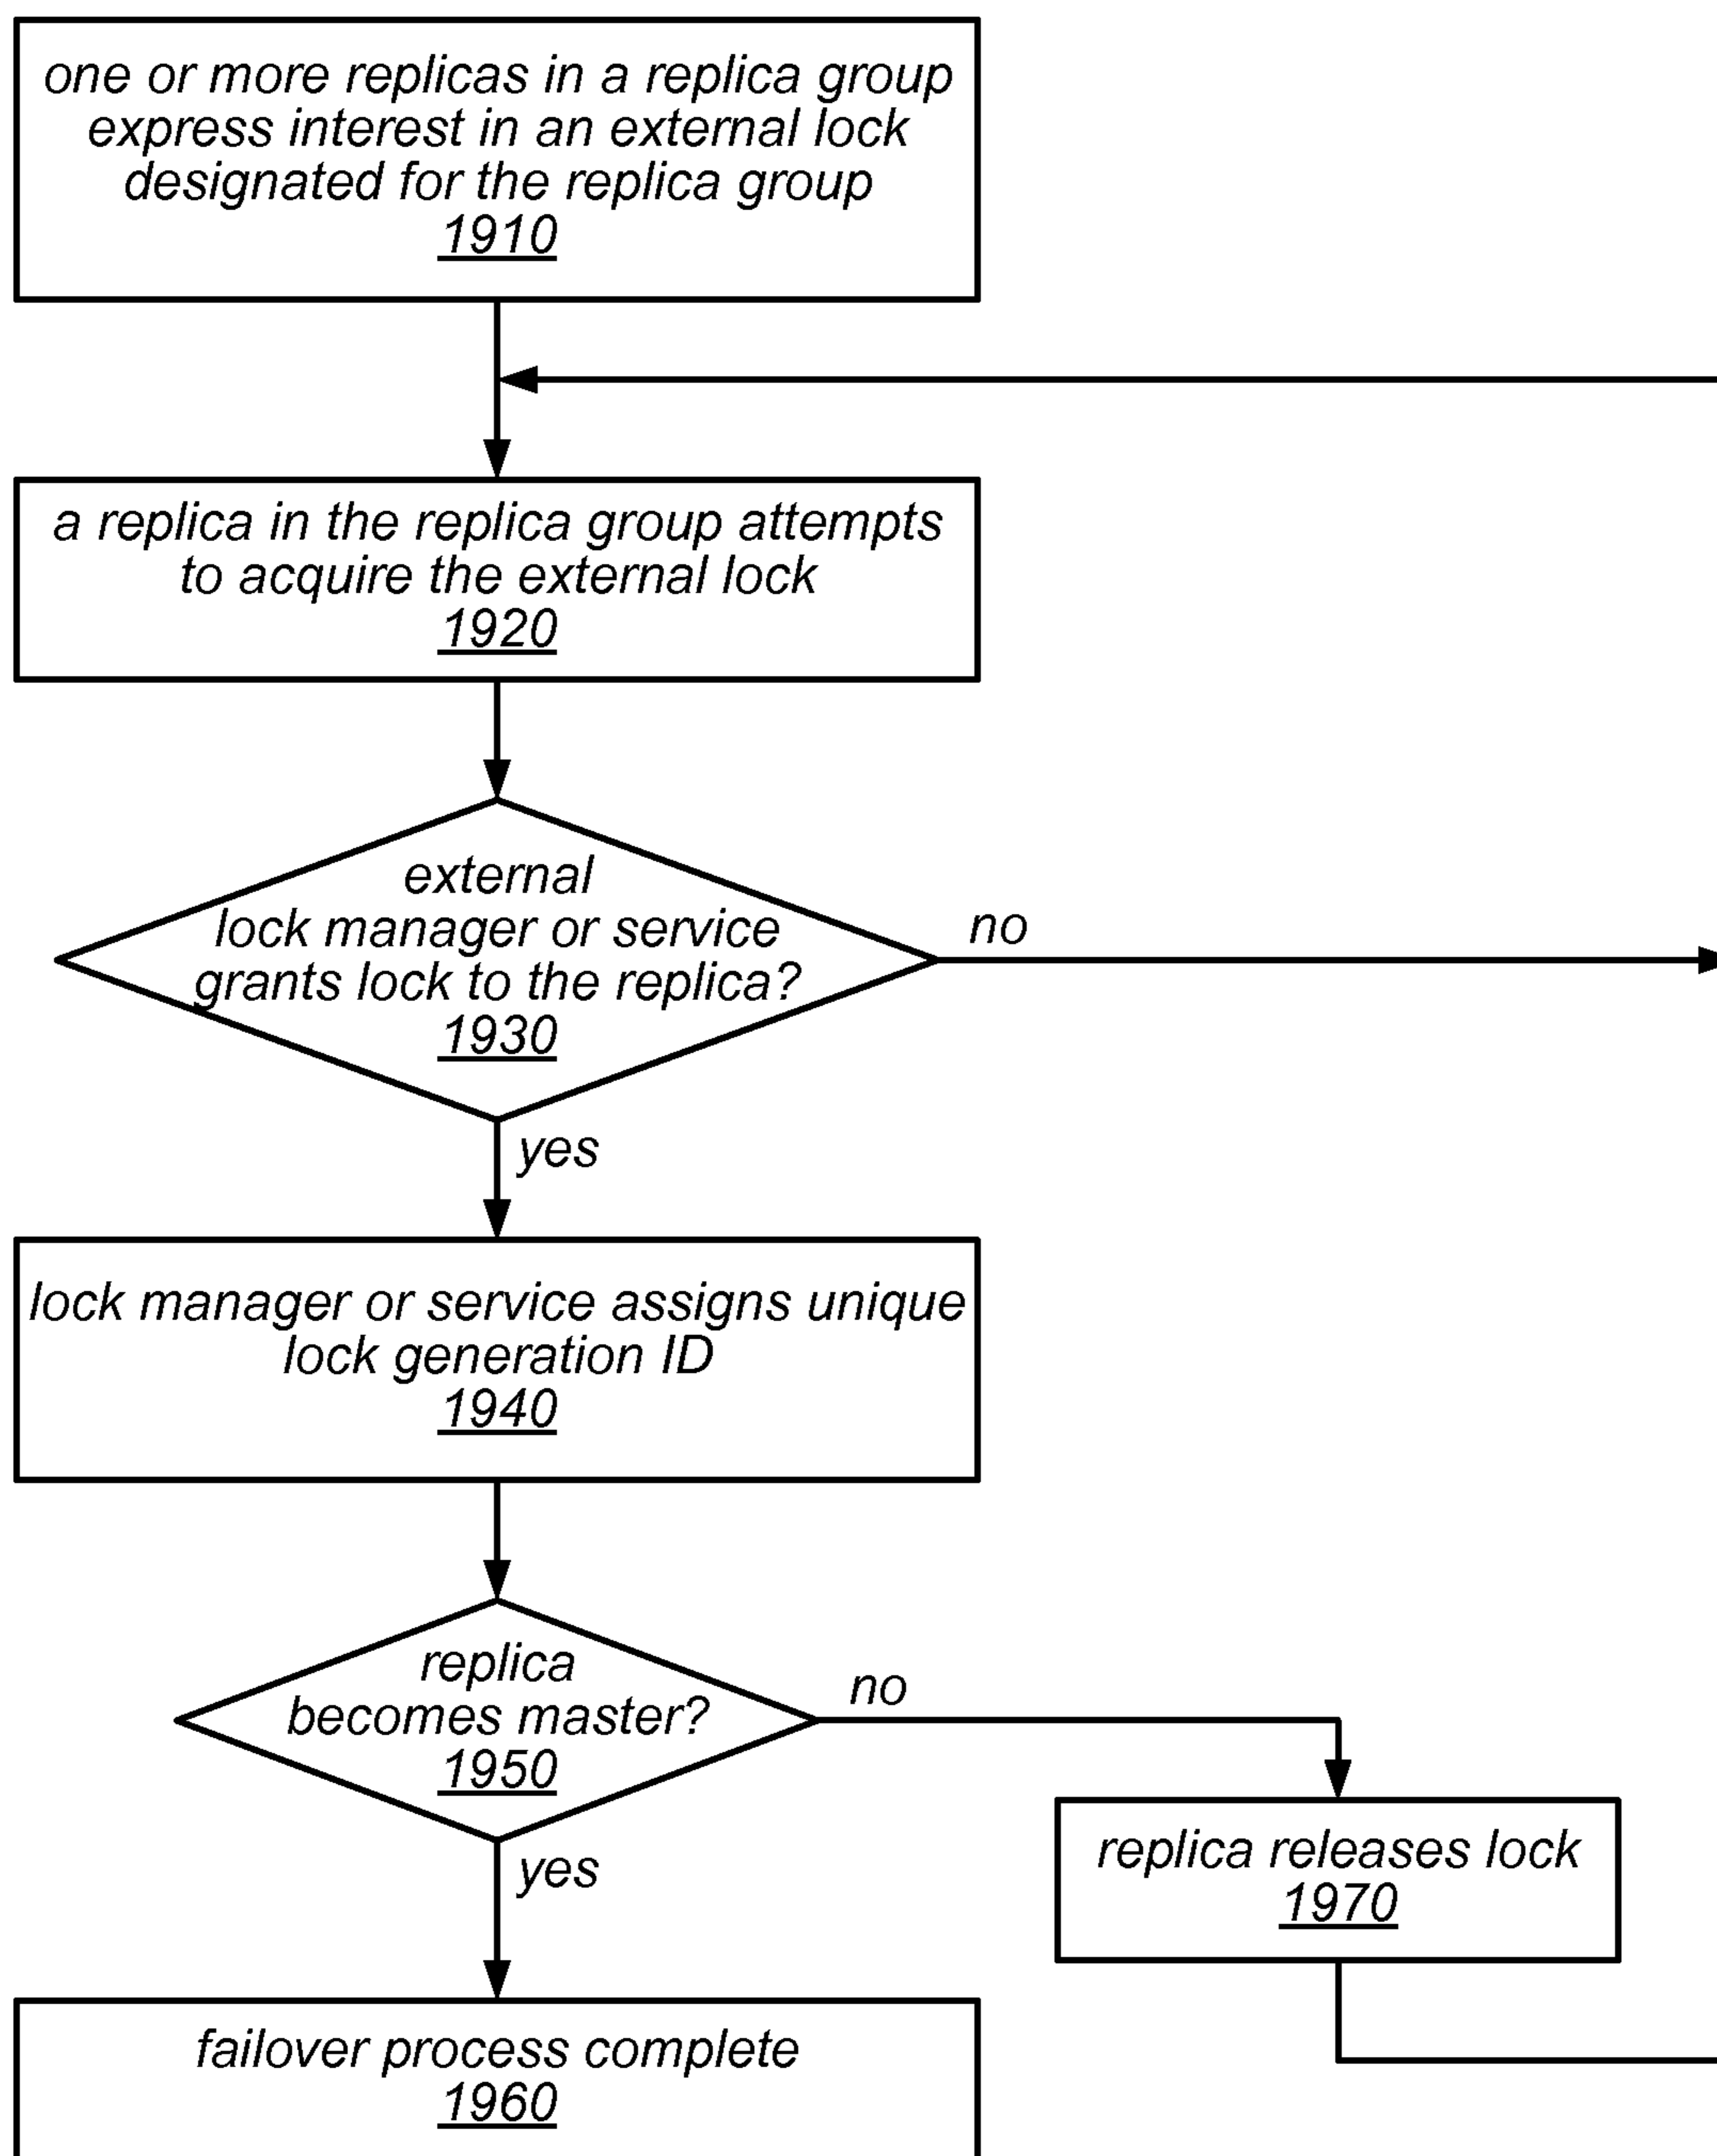 one or more replicas in a replica group
express interest in an external lock
designated for the replica group
1910
a replica in the replica group attempts
to acquire the external lock
1920
external
lock manager or service
grants lock to the replica?
1930
no
yes
lock manager or service assigns unique
lock generation ID
1940
replica
becomes master?
1950
no
yes
replica releases lock
1970
failover process complete
1960